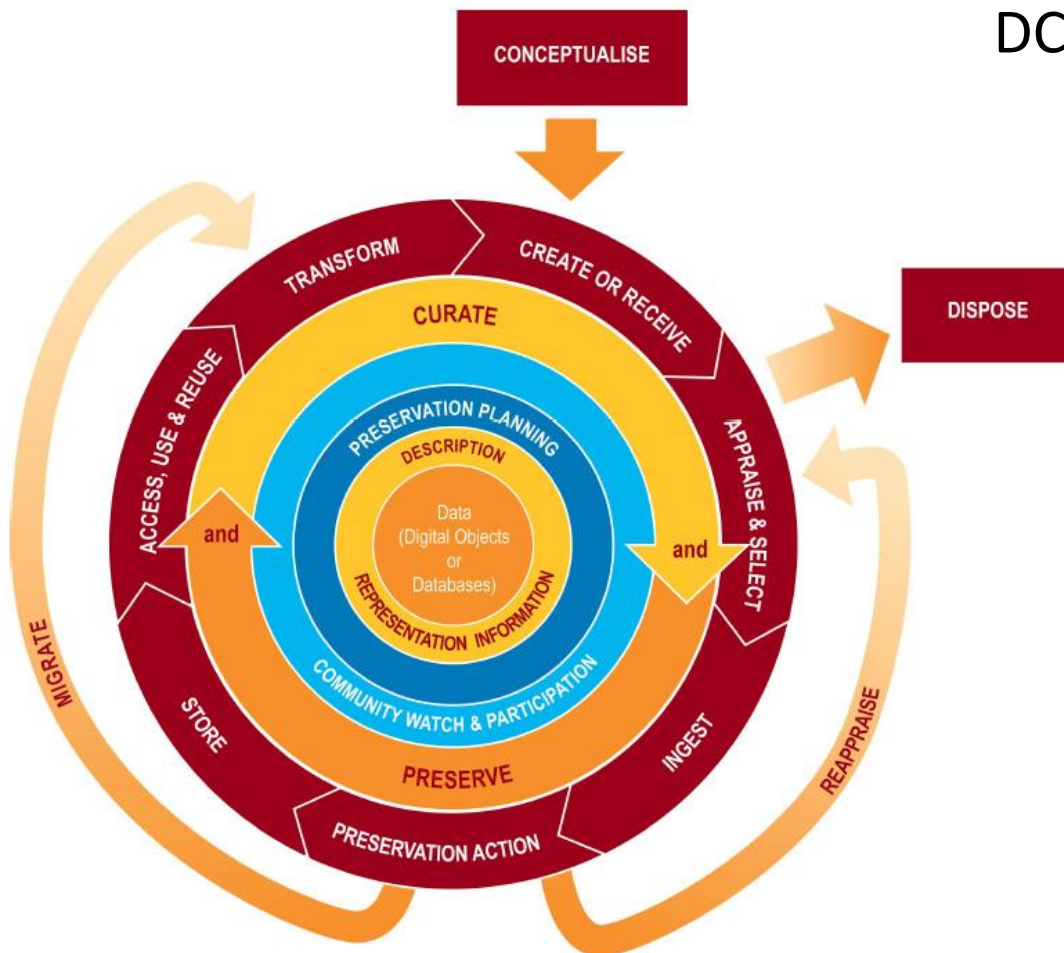 DC
CONCEPTUALISE
TRANSFORM
CREATE OR RECEIVE
DISPOSE
CURATE
ACCESS, USE & REUSE
PRESERVATION PLANNING
APPRAISE & SELECT
DESCRIPTION
Data
(Digital Objects
or
Databases)
and
and
REPRESENTATION INFORMATION
MIGRATE
COMMUNITY WATCH & PARTICIPATION
STORE
INGEST
REAPPRAISE
PRESERVE
PRESERVATION ACTION